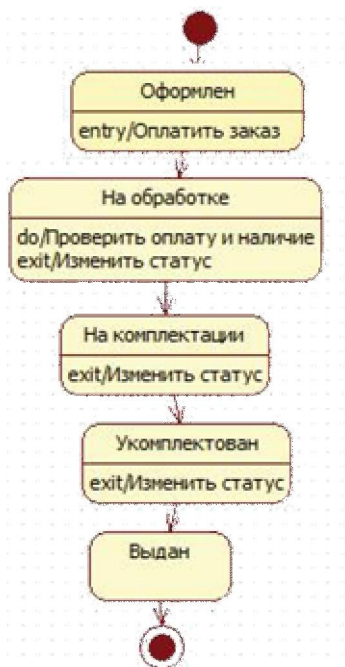 Оформлен
entry/Оплатить заказ
На обработке
do/Проверить оплату и наличие
exit/Изменить статус
На комплектации
exit/Изменить статус
Укомплектован
exit/Изменить статус
Выдан